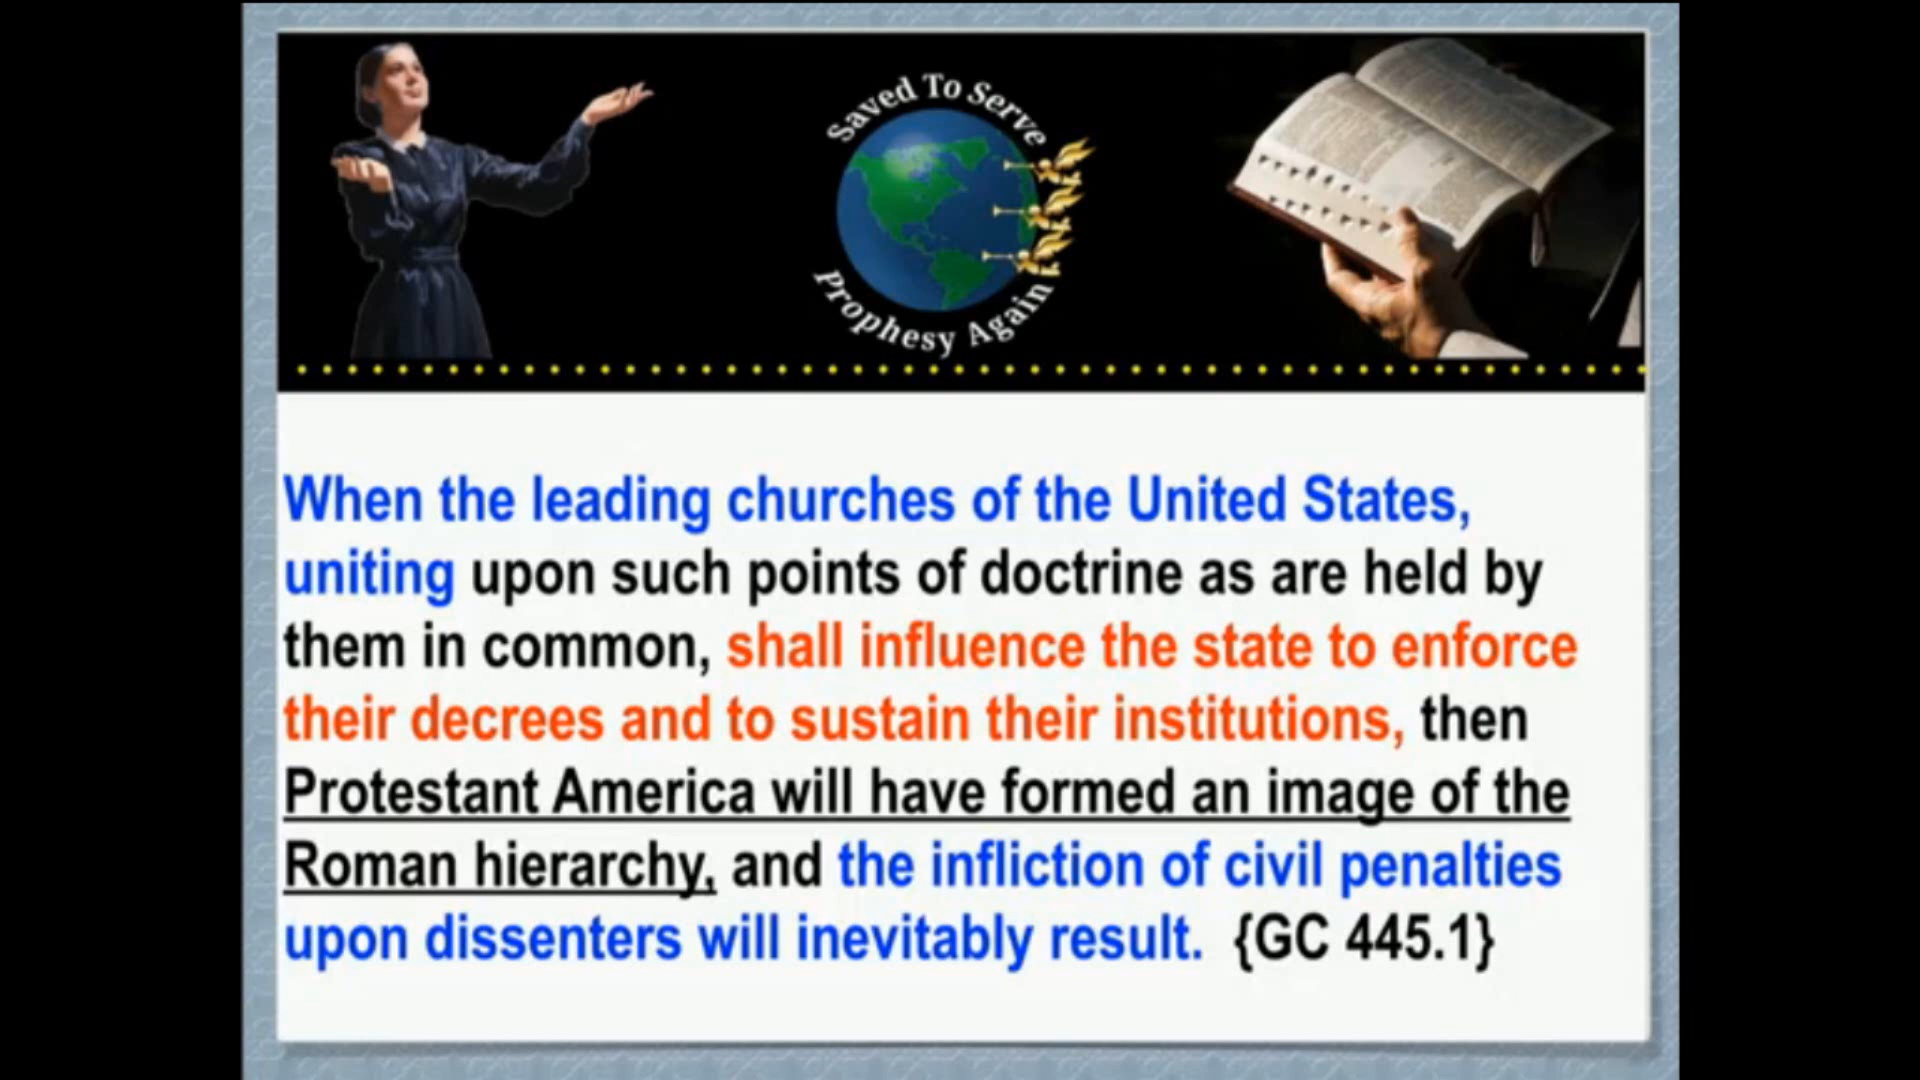 Saved To Serve
Prophesy Again
When the leading churches of the United States,
uniting upon such points of doctrine as are held by
them in common, shall influence the state to enforce
their decrees and to sustain their institutions, then
Protestant America will have formed an image of the
Roman hierarchy, and the infliction of civil penalties
upon dissenters will inevitably result. {GC 445.1}